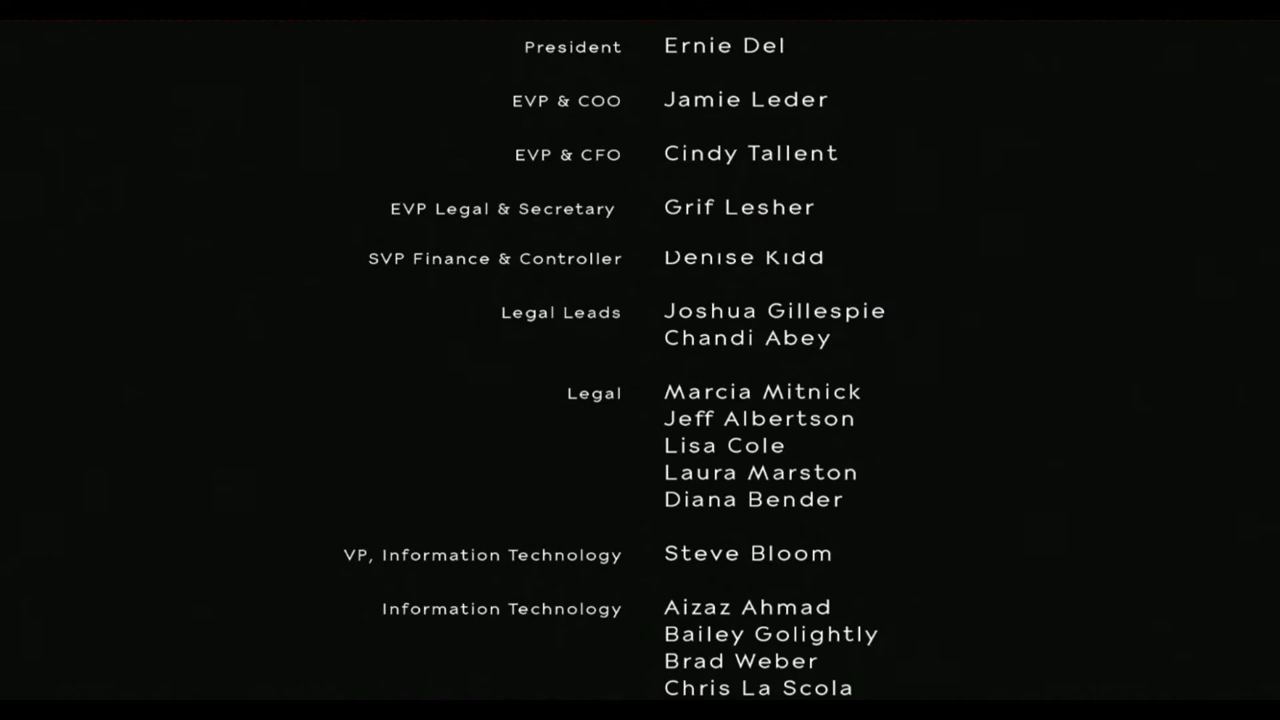 President Ernie Del
EVP & COO Jamie Leder
EVP & CFO Cindy Tallent
EVP Legal & Secretary Grif Lesher
SVP Finance & Controller Denise Kidd
Legal Leads Joshua Gillespie
Chandi Abey
Legal Marcia Mitnick
Jeff Albertson
Lisa Cole
Laura Marston
Diana Bender
VP, Information Technology Steve Bloom
Information Technology Aizaz Ahmad
Bailey Golightly
Brad Weber
Chris La Scola